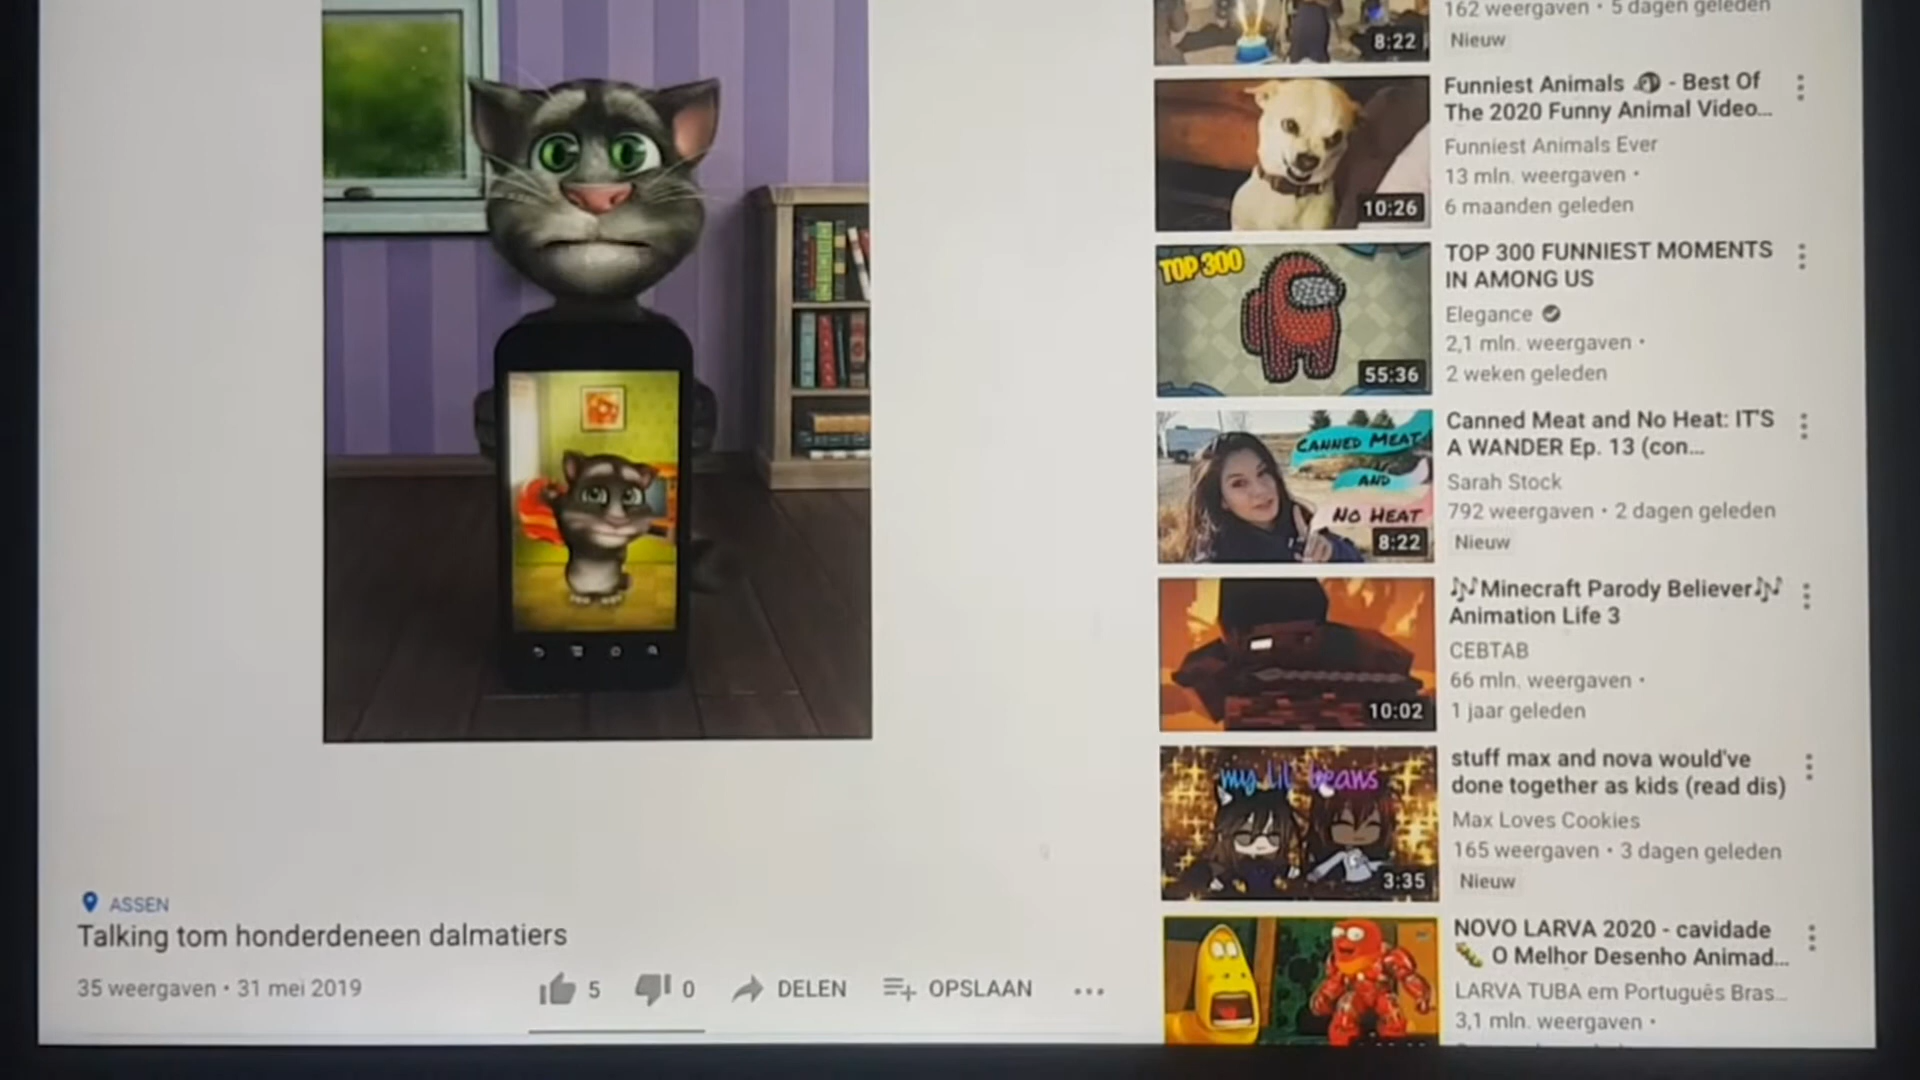 ASSEN
Talking tom honderdeneen dalmatiers
35 weergaven • 31 mei 2019
5
0
DELEN
OPSLAAN
162 weergaven • 5 dagen geleden
8:22
Nieuw
Funniest Animals - Best Of
The 2020 Funny Animal Video...
Funniest Animals Ever
13 mln. weergaven •
6 maanden geleden
10:26
TOP 300
55:36
TOP 300 FUNNIEST MOMENTS
IN AMONG US
Elegance
2,1 mln. weergaven •
2 weken geleden
CANNED MEAT
AND
NO HEAT
8:22
Canned Meat and No Heat: IT'S
A WANDER Ep. 13 (con...
Sarah Stock
792 weergaven • 2 dagen geleden
Nieuw
10:02
🎶Minecraft Parody Believer🎶
Animation Life 3
CEBTAB
66 mln. weergaven •
1 jaar geleden
my lil beans
3:35
stuff max and nova would've
done together as kids (read dis)
Max Loves Cookies
165 weergaven • 3 dagen geleden
Nieuw
NOVO LARVA 2020 - cavidade
🐛 O Melhor Desenho Animad...
LARVA TUBA em Português Bras...
3,1 mln. weergaven •